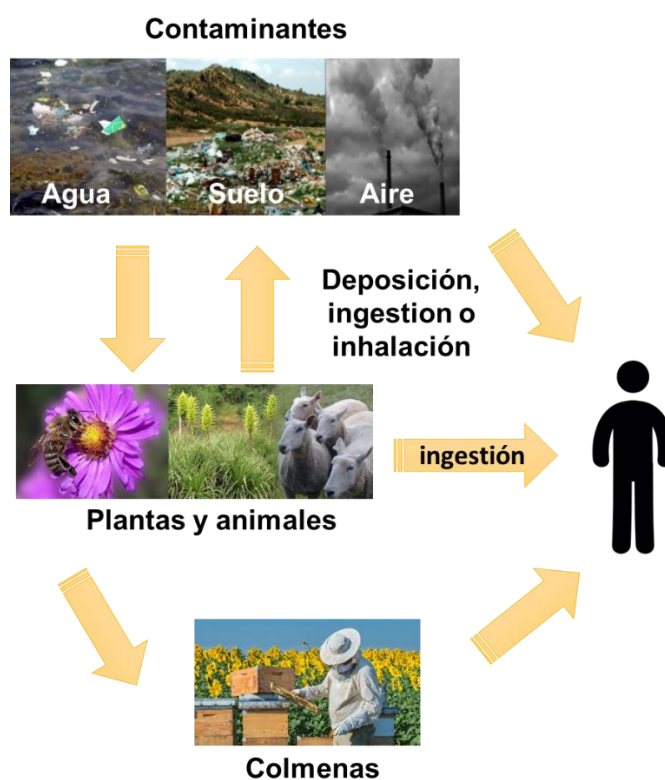 Contaminantes
Agua
Suelo
Aire
Deposición,
ingestion o
inhalación
ingestión
Plantas y animales
Colmenas